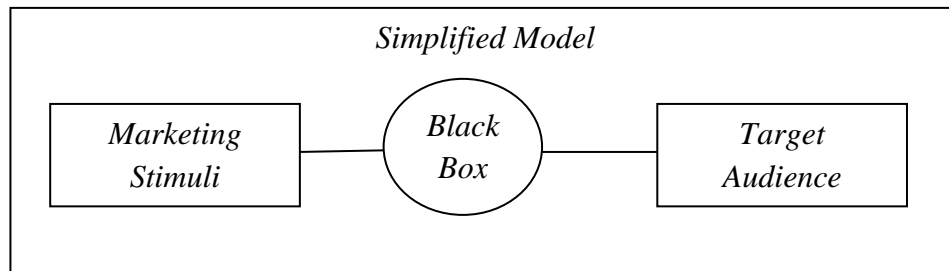 Simplified Model
Marketing
Stimuli
Black
Box
Target
Audience